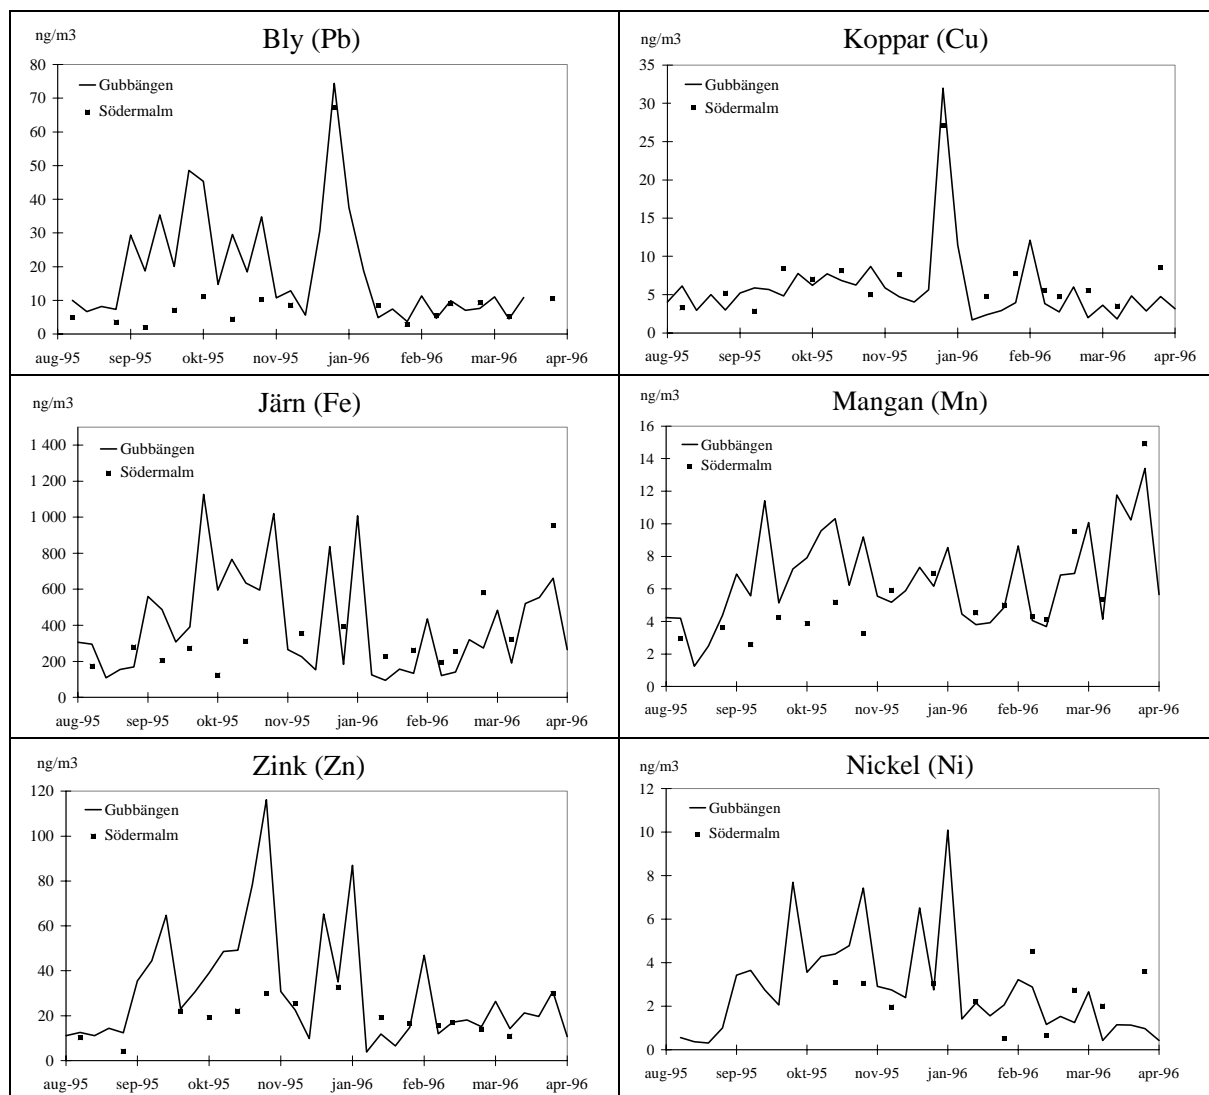 ng/m3
Bly (Pb)
80
70
60
50
40
30
20
10
0
Gubbängen
Södermalm
aug-95 sep-95 okt-95 nov-95 jan-96 feb-96 mar-96 apr-96
ng/m3
Koppar (Cu)
35
30
25
20
15
10
5
0
Gubbängen
Södermalm
aug-95 sep-95 okt-95 nov-95 jan-96 feb-96 mar-96 apr-96
ng/m3
Järn (Fe)
1 400
1 200
1 000
800
600
400
200
0
Gubbängen
Södermalm
aug-95 sep-95 okt-95 nov-95 jan-96 feb-96 mar-96 apr-96
ng/m3
Mangan (Mn)
16
14
12
10
8
6
4
2
0
Gubbängen
Södermalm
aug-95 sep-95 okt-95 nov-95 jan-96 feb-96 mar-96 apr-96
ng/m3
Zink (Zn)
120
100
80
60
40
20
0
Gubbängen
Södermalm
aug-95 sep-95 okt-95 nov-95 jan-96 feb-96 mar-96 apr-96
ng/m3
Nickel (Ni)
12
10
8
6
4
2
0
Gubbängen
Södermalm
aug-95 sep-95 okt-95 nov-95 jan-96 feb-96 mar-96 apr-96